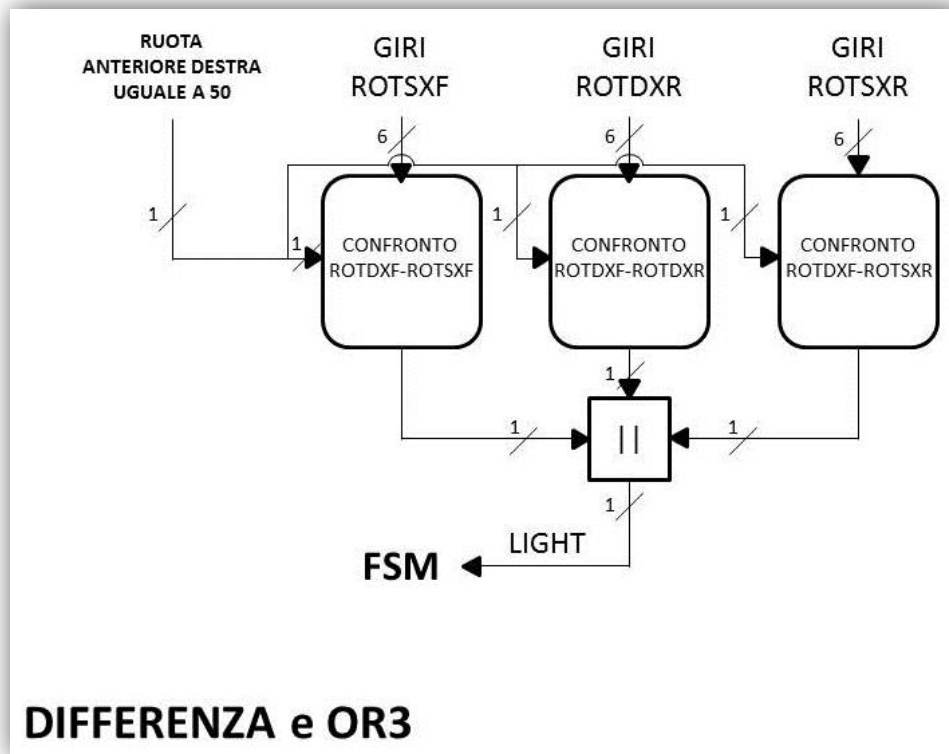 RUOTA
ANTERIORE DESTRA
UGUALE A 50
GIRI
ROTSXF
GIRI
ROTDXR
GIRI
ROTSXR
6
6
6
1
1
1
1
CONFRONTO
ROTDXF-ROTSXF
CONFRONTO
ROTDXF-ROTDXR
CONFRONTO
ROTDXF-ROTSXR
1
1
1
||
1
LIGHT
FSM
DIFFERENZA e OR3